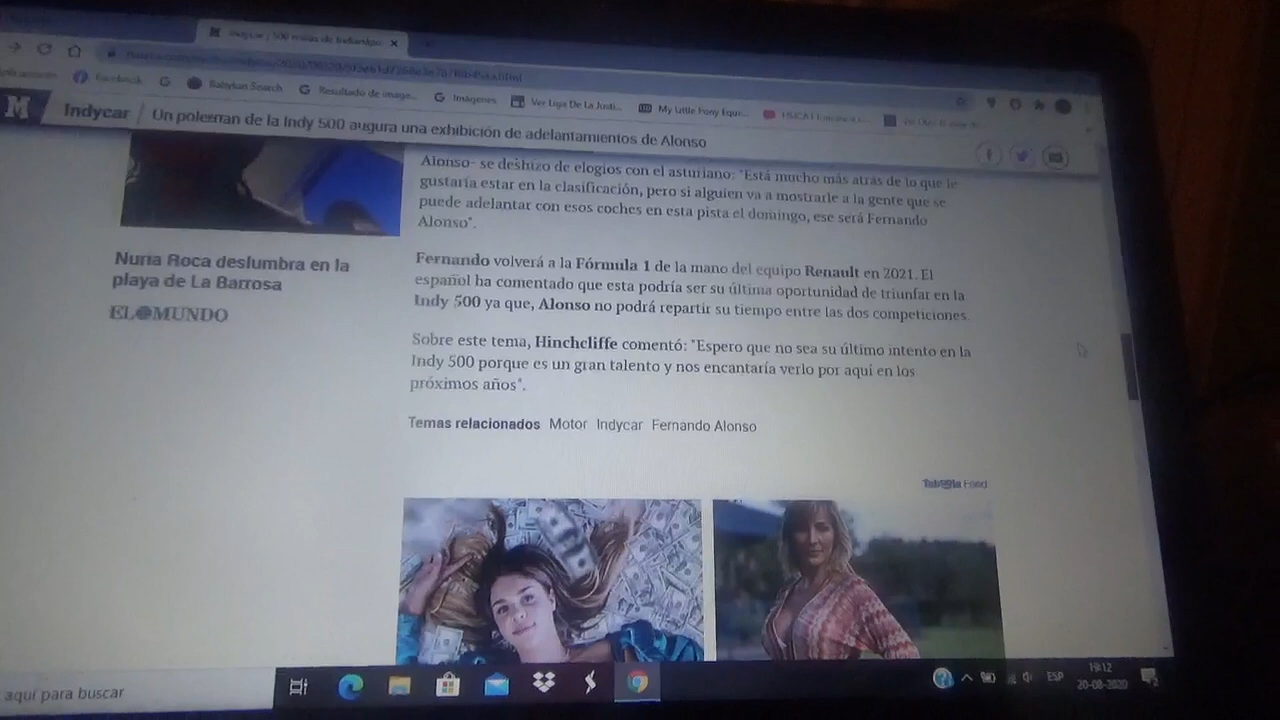 Facebook
G
Babylan Search
G Resultado de image...
G Imágenes
Ver Liga De La Justi...
My Little Pony Eque...
M Indycar / Un poleman de la Indy 500 augura una exhibición de adelantamientos de Alonso
Nuria Roca deslumbra en la
playa de La Barrosa
EL MUNDO
Alonso- se deshizo de elogios con el asturiano: "Está mucho más atrás de lo que le
gustaría estar en la clasificación, pero si alguien va a mostrarle a la gente que se
puede adelantar con esos coches en esta pista el domingo, ese será Fernando
Alonso".
Fernando volverá a la Fórmula 1 de la mano del equipo Renault en 2021. El
español ha comentado que esta podría ser su última oportunidad de triunfar en la
Indy 500 ya que, Alonso no podrá repartir su tiempo entre las dos competiciones.
Sobre este tema, Hinchcliffe comentó: "Espero que no sea su último intento en la
Indy 500 porque es un gran talento y nos encantaría verlo por aquí en los
próximos años".
Temas relacionados Motor Indycar Fernando Alonso
Taboola Feed
aquí para buscar
ESP
19:12
20-08-2020
2